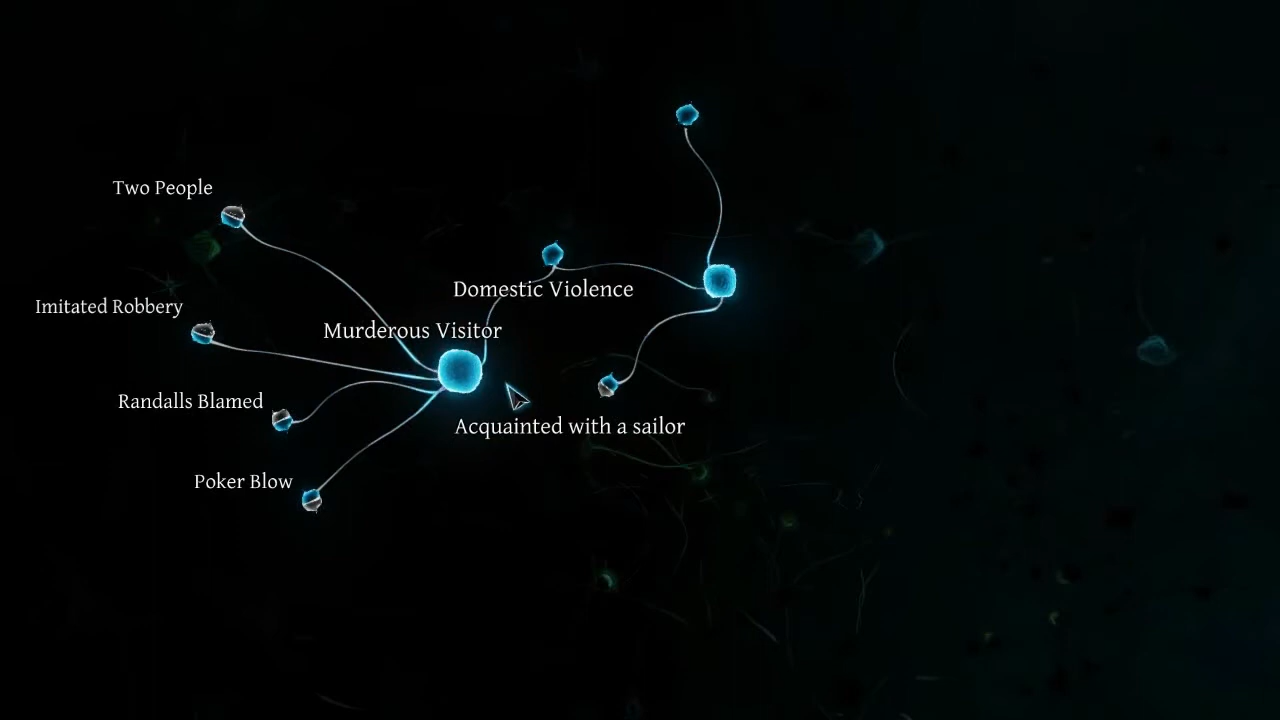 Two People
Domestic Violence
Imitated Robbery
Murderous Visitor
Randalls Blamed
Acquainted with a sailor
Poker Blow